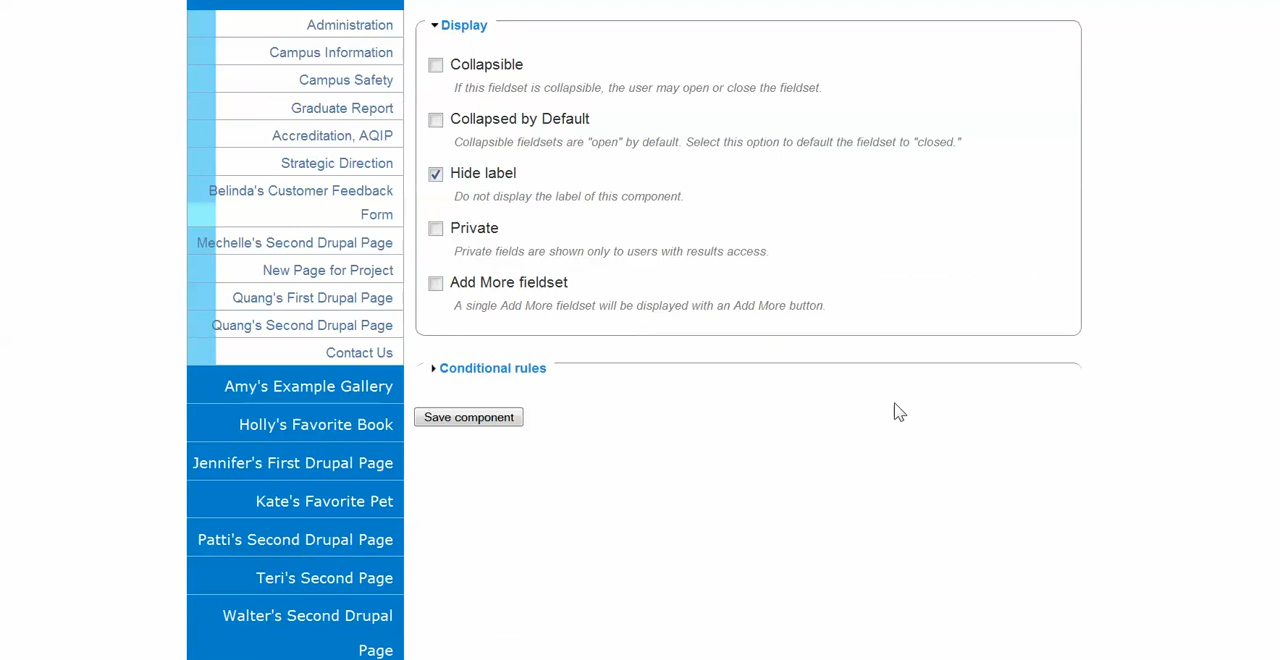 Administration
Campus Information
Campus Safety
Graduate Report
Accreditation, AQIP
Strategic Direction
Belinda's Customer Feedback
Form
Mechelle's Second Drupal Page
New Page for Project
Quang's First Drupal Page
Quang's Second Drupal Page
Contact Us
Amy's Example Gallery
Holly's Favorite Book
Jennifer's First Drupal Page
Kate's Favorite Pet
Patti's Second Drupal Page
Teri's Second Page
Walter's Second Drupal
Page
Display
Collapsible
If this fieldset is collapsible, the user may open or close the fieldset.
Collapsed by Default
Collapsible fieldsets are "open" by default. Select this option to default the fieldset to "closed."
Hide label
Do not display the label of this component.
Private
Private fields are shown only to users with results access.
Add More fieldset
A single Add More fieldset will be displayed with an Add More button.
Conditional rules
Save component